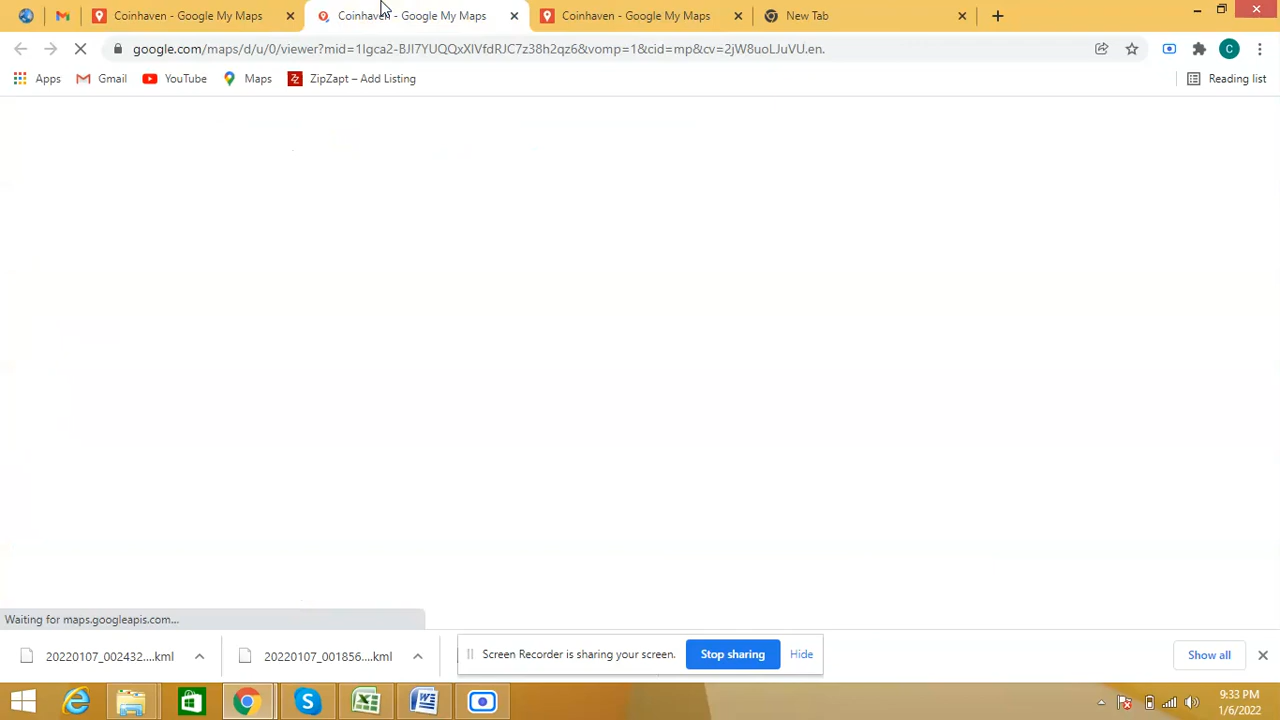 Coinhaven - Google My Maps
Coinhaven - Google My Maps
Coinhaven - Google My Maps
New Tab
google.com/maps/d/u/0/viewer?mid=1Igca2-BJI7YUQQxXIVfdRJC7z38h2qz6&vomp=1&cid=mp&cv=2jW8uoLJuVU.en.
C
Apps
Gmail
YouTube
Maps
ZipZapt – Add Listing
Reading list
Waiting for maps.googleapis.com...
20220107_002432....kml
20220107_001856....kml
Screen Recorder is sharing your screen.
Stop sharing
Hide
Show all
9:33 PM
1/6/2022